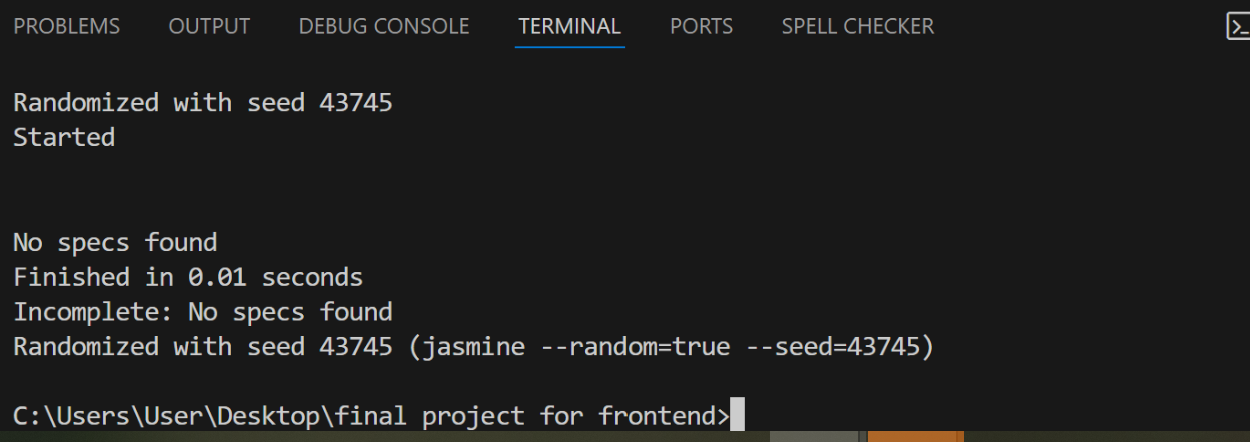 PROBLEMS OUTPUT DEBUG CONSOLE TERMINAL PORTS SPELL CHECKER
Randomized with seed 43745
Started
No specs found
Finished in 0.01 seconds
Incomplete: No specs found
Randomized with seed 43745 (jasmine --random=true --seed=43745)
C:\Users\User\Desktop\final project for frontend>